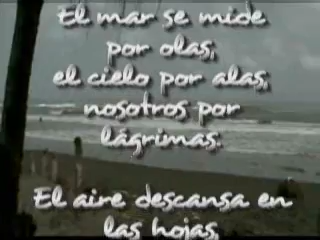 El mar se mide
por olas,
el cielo por alas,
nosotros por
lágrimas.
El aire descansa en
las hojas,